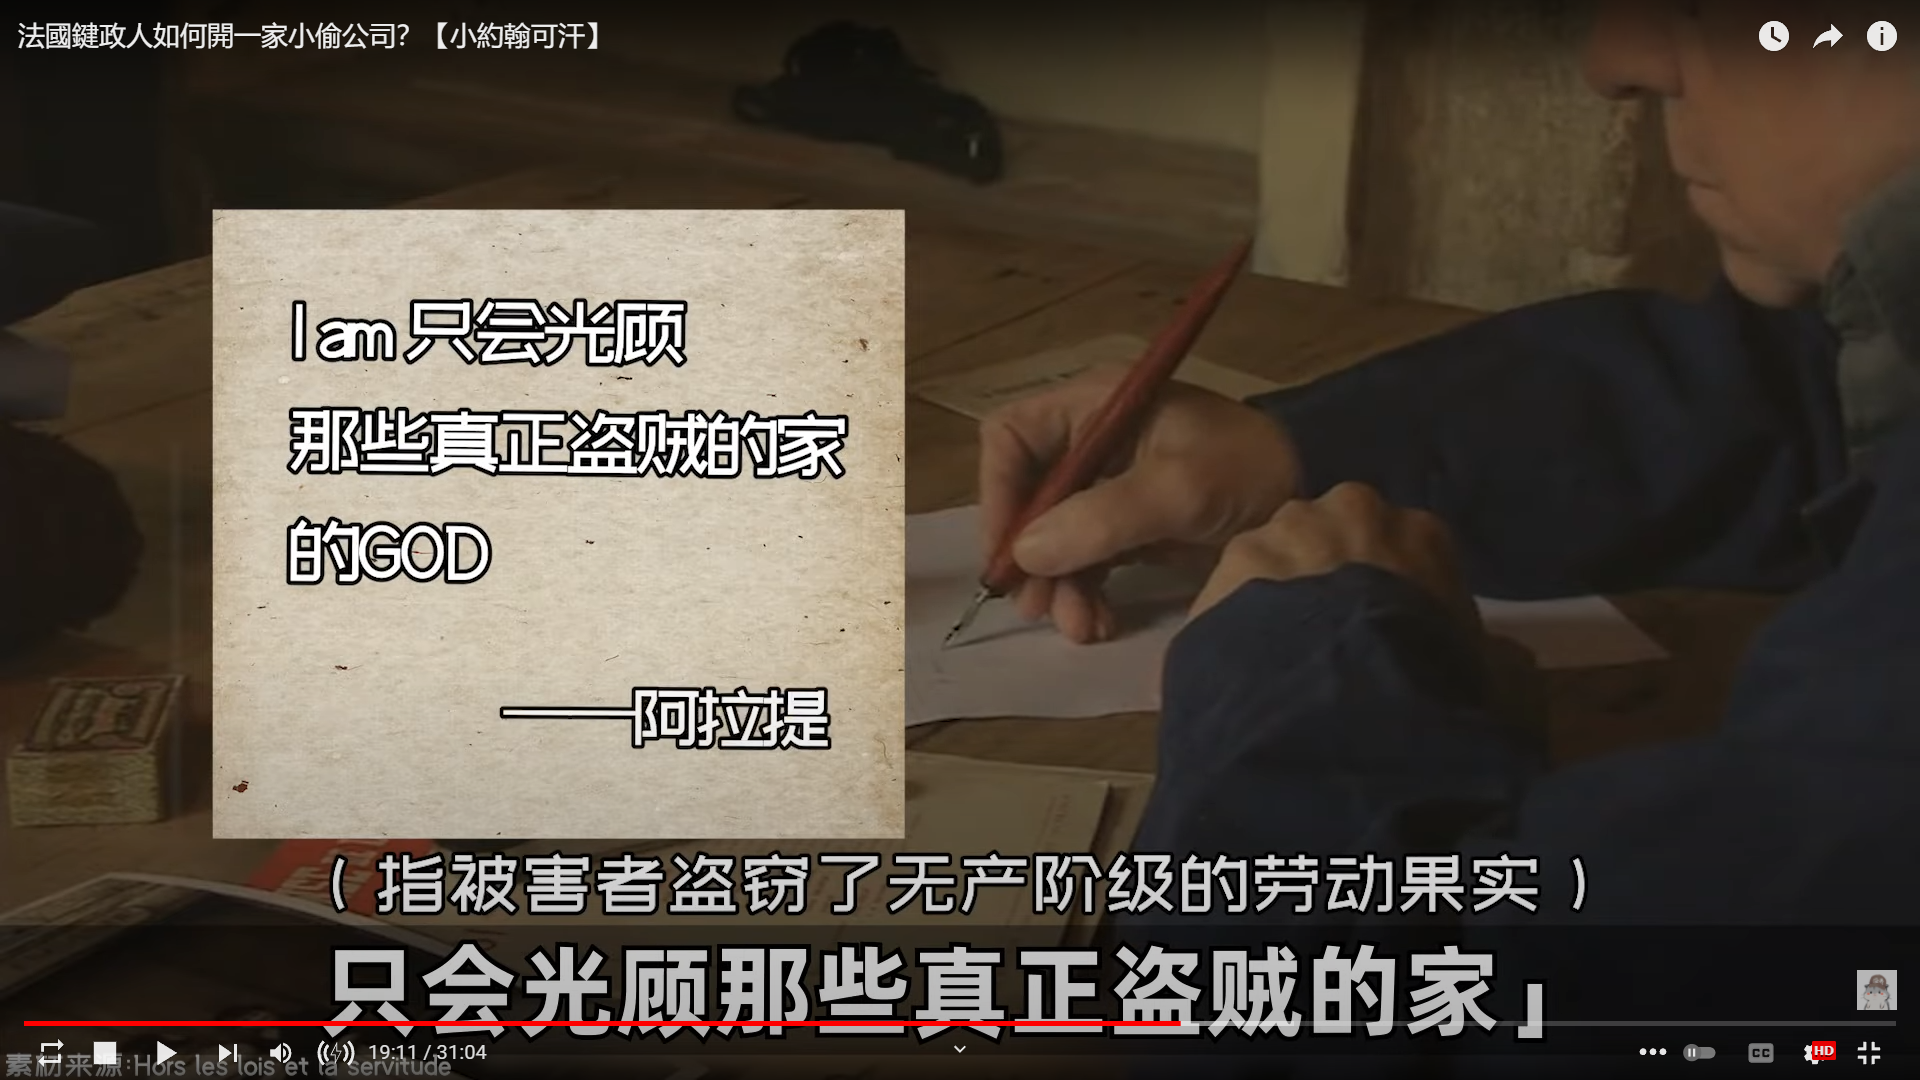 法國鍵政人如何開一家小偷公司？【小約翰可汗】
I am 只会光顾
那些真正盗贼的家
的GOD
——阿拉提
（指被害者盗窃了无产阶级的劳动果实）
只会光顾那些真正盗贼的家」
19:11 / 31:04
CC
HD
素材来源:Hors les lois et la servitude